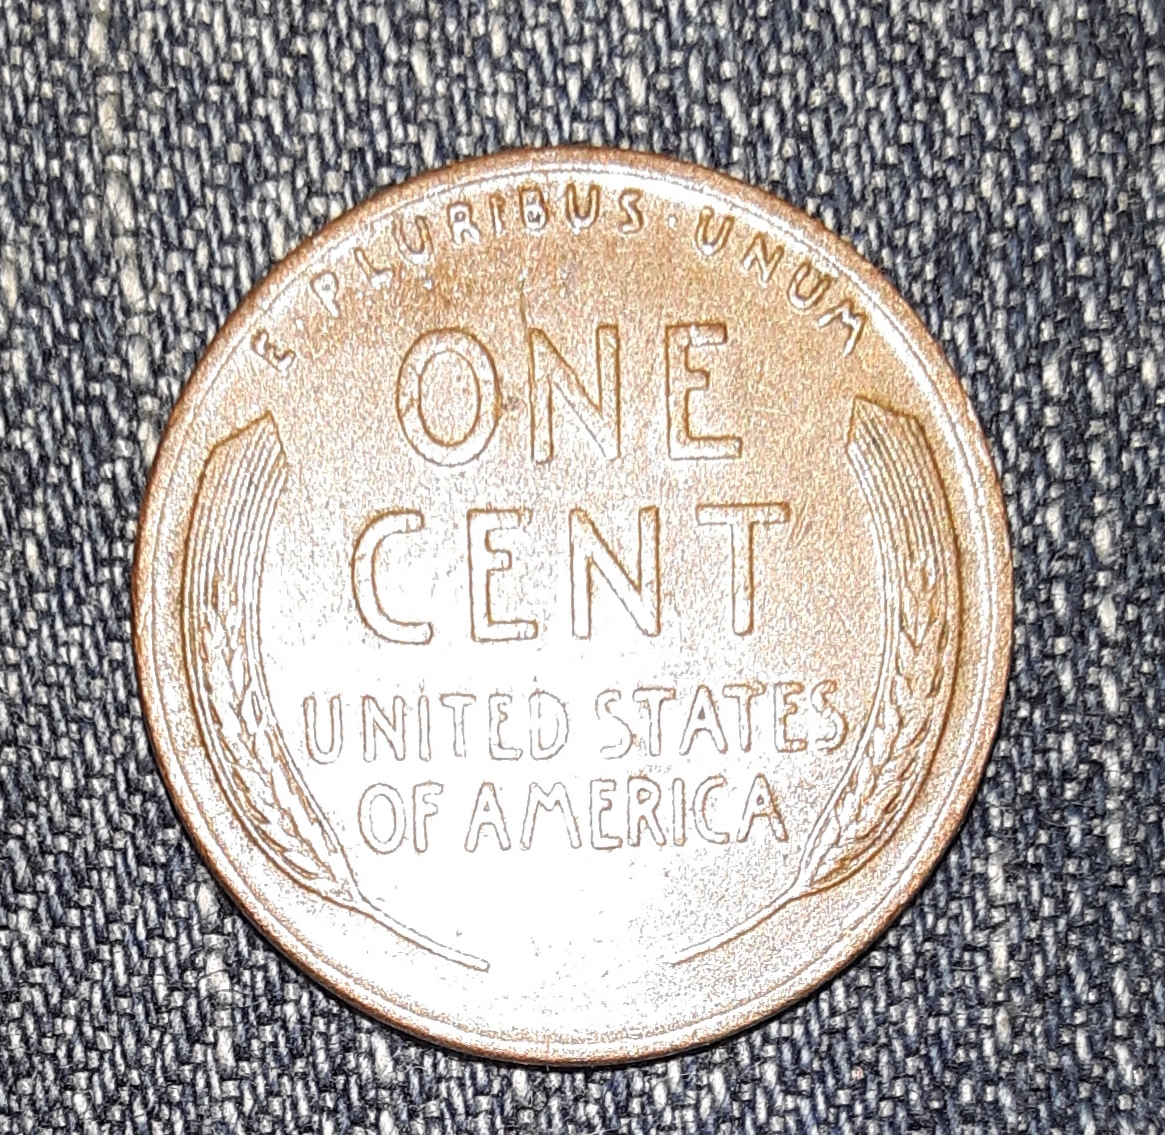 E · PLURIBUS · UNUM
ONE
CENT
UNITED STATES
OF AMERICA